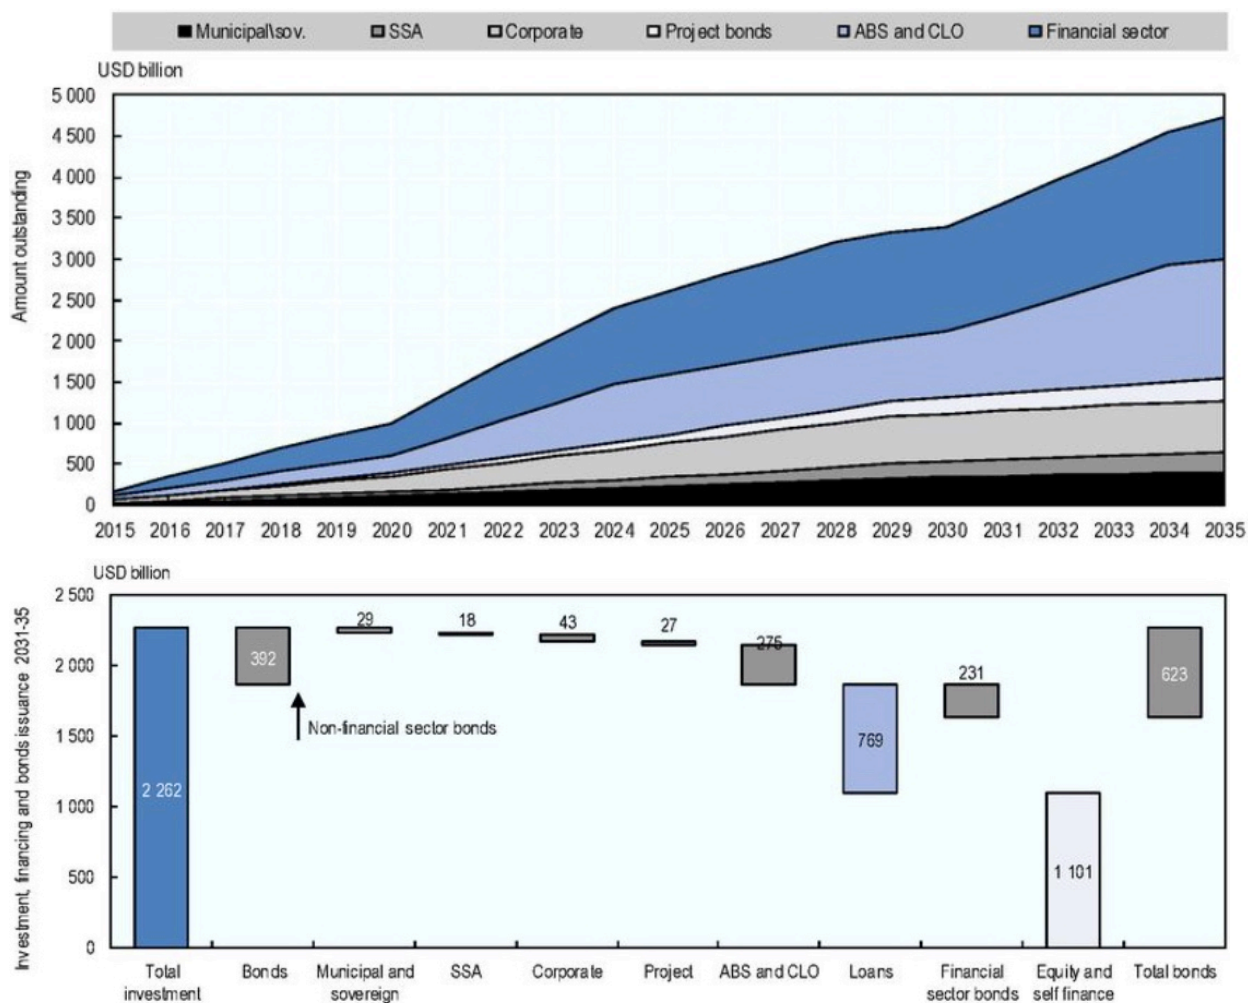 Municipal\sov. SSA Corporate Project bonds ABS and CLO Financial sector
USD billion
Amount outstanding
5 000
4 500
4 000
3 500
3 000
2 500
2 000
1 500
1 000
500
0
2015 2016 2017 2018 2019 2020 2021 2022 2023 2024 2025 2026 2027 2028 2029 2030 2031 2032 2033 2034 2035
USD billion
Investment, financing and bonds issuance 2031-35
2 500
2 000
1 500
1 000
500
0
2 262
392
29
18
43
27
275
769
231
1 101
623
Non-financial sector bonds
Total
investment
Bonds
Municipal and
sovereign
SSA
Corporate
Project
ABS and CLO
Loans
Financial
sector bonds
Equity and
self finance
Total bonds